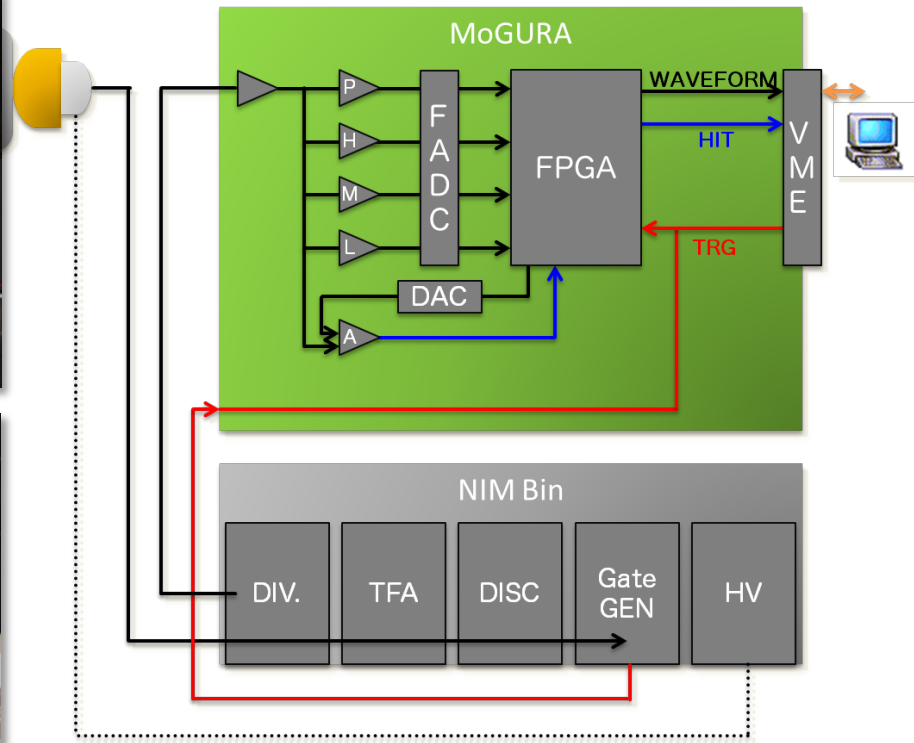 MoGURA
P
H
M
L
A
F
A
D
C
FPGA
DAC
WAVEFORM
HIT
TRG
V
M
E
NIM Bin
DIV.
TFA
DISC
Gate
GEN
HV